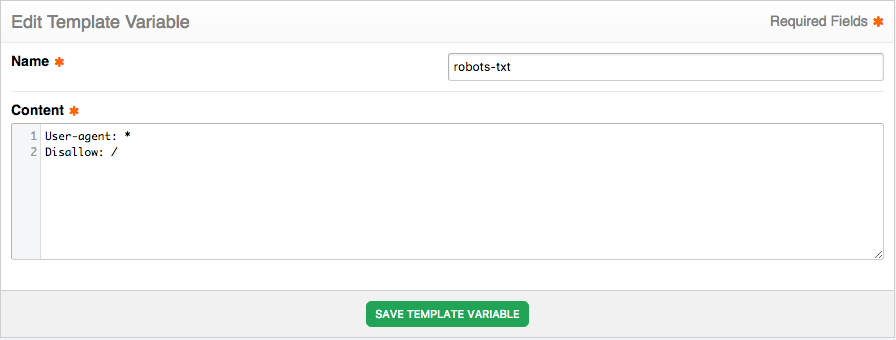 Edit Template Variable
Required Fields ✱
Name ✱
robots-txt
Content ✱
1 User-agent: *
2 Disallow: /
SAVE TEMPLATE VARIABLE